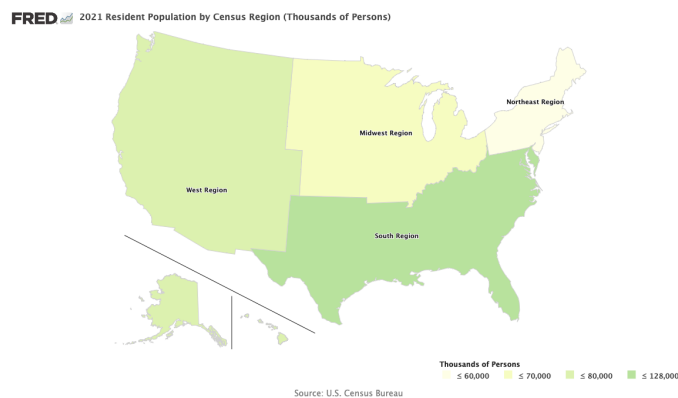 FRED 2021 Resident Population by Census Region (Thousands of Persons)
Northeast Region
Midwest Region
West Region
South Region
Thousands of Persons
≤ 60,000 ≤ 70,000 ≤ 80,000 ≤ 128,000
Source: U.S. Census Bureau